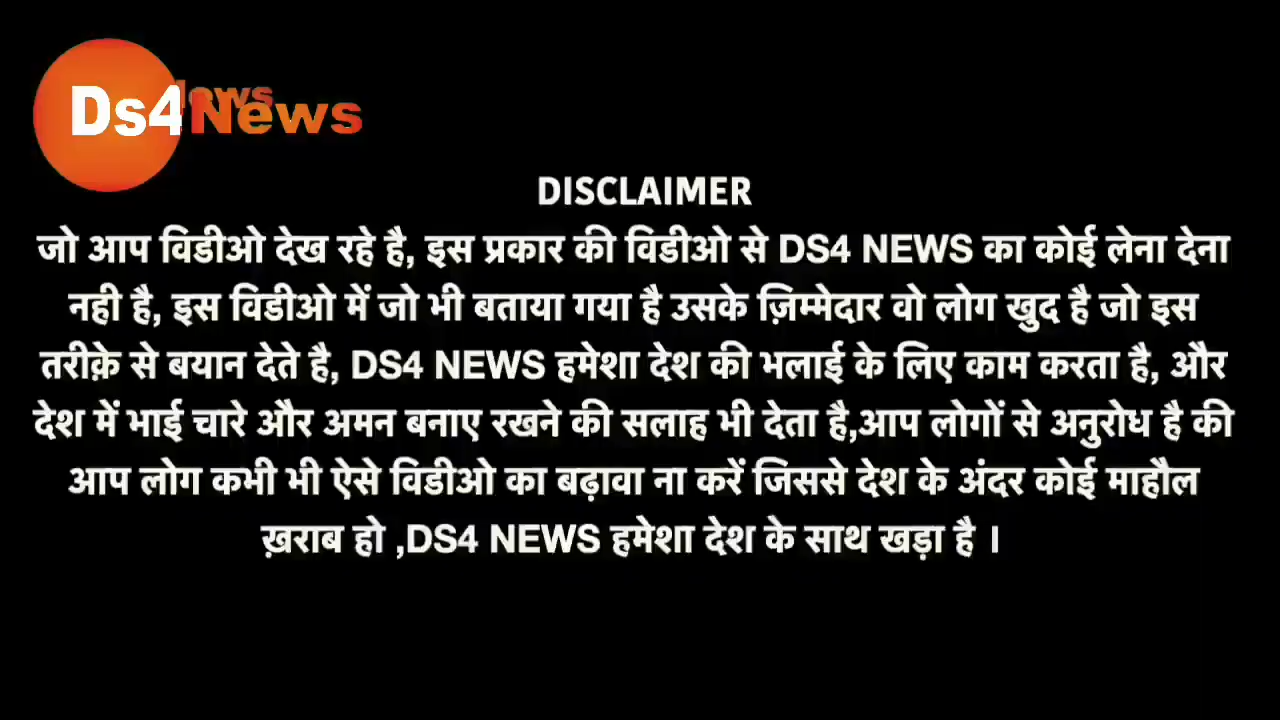 Ds4 News
DISCLAIMER
जो आप विडीओ देख रहे है, इस प्रकार की विडीओ से DS4 NEWS का कोई लेना देना
नही है, इस विडीओ में जो भी बताया गया है उसके ज़िम्मेदार वो लोग खुद है जो इस
तरीक़े से बयान देते है, DS4 NEWS हमेशा देश की भलाई के लिए काम करता है, और
देश में भाई चारे और अमन बनाए रखने की सलाह भी देता है,आप लोगों से अनुरोध है की
आप लोग कभी भी ऐसे विडीओ का बढ़ावा ना करें जिससे देश के अंदर कोई माहौल
ख़राब हो ,DS4 NEWS हमेशा देश के साथ खड़ा है ।